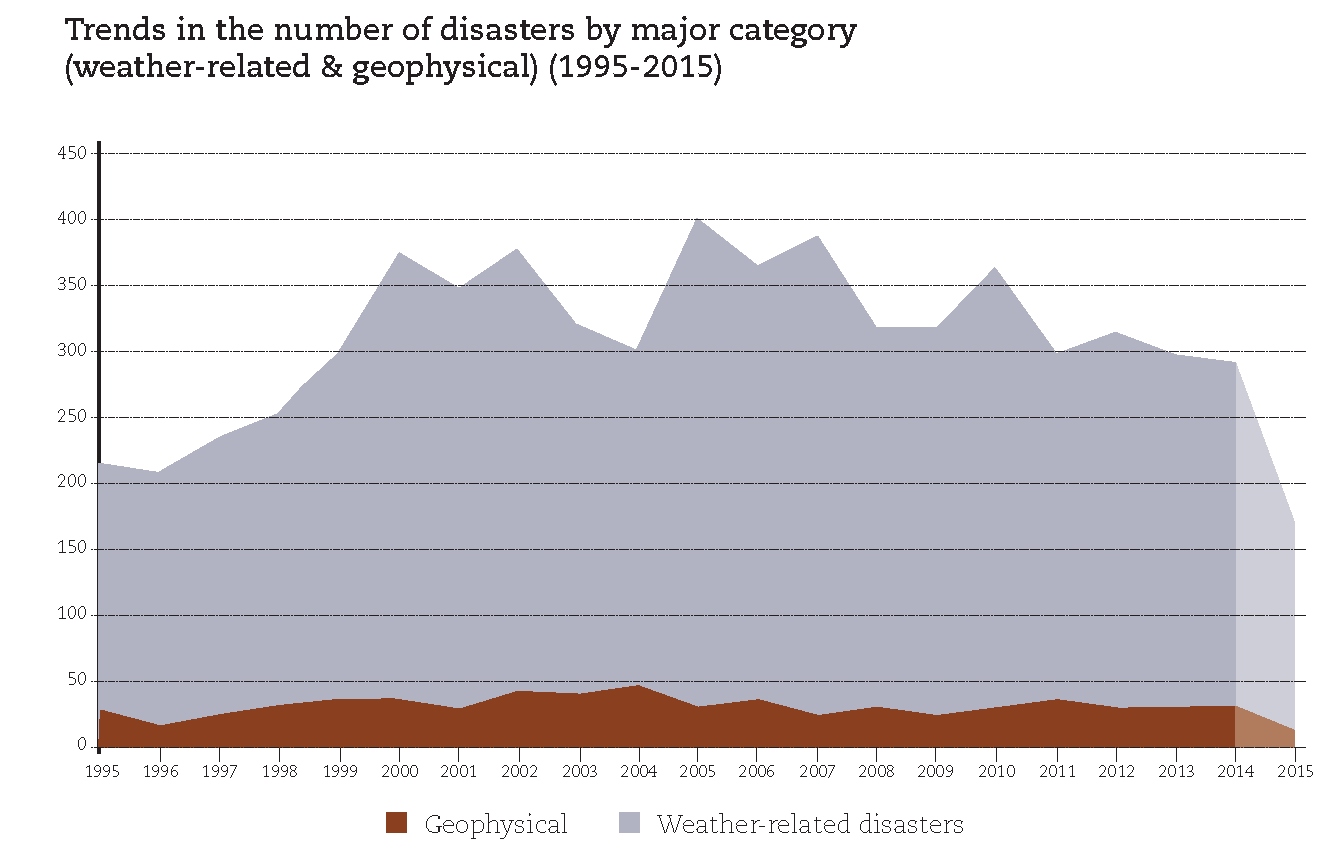 Trends in the number of disasters by major category
(weather-related & geophysical) (1995-2015)
450
400
350
300
250
200
150
100
50
0
1995 1996 1997 1998 1999 2000 2001 2002 2003 2004 2005 2006 2007 2008 2009 2010 2011 2012 2013 2014 2015
Geophysical Weather-related disasters